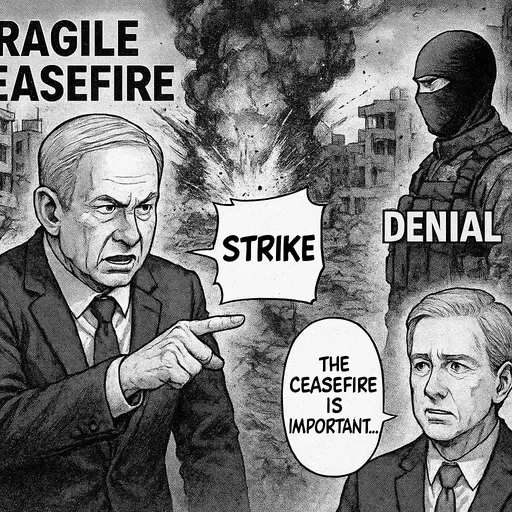 RAGILE
EASEFIRE
STRIKE
DENIAL
THE
CEASEFIRE
IS
IMPORTANT...